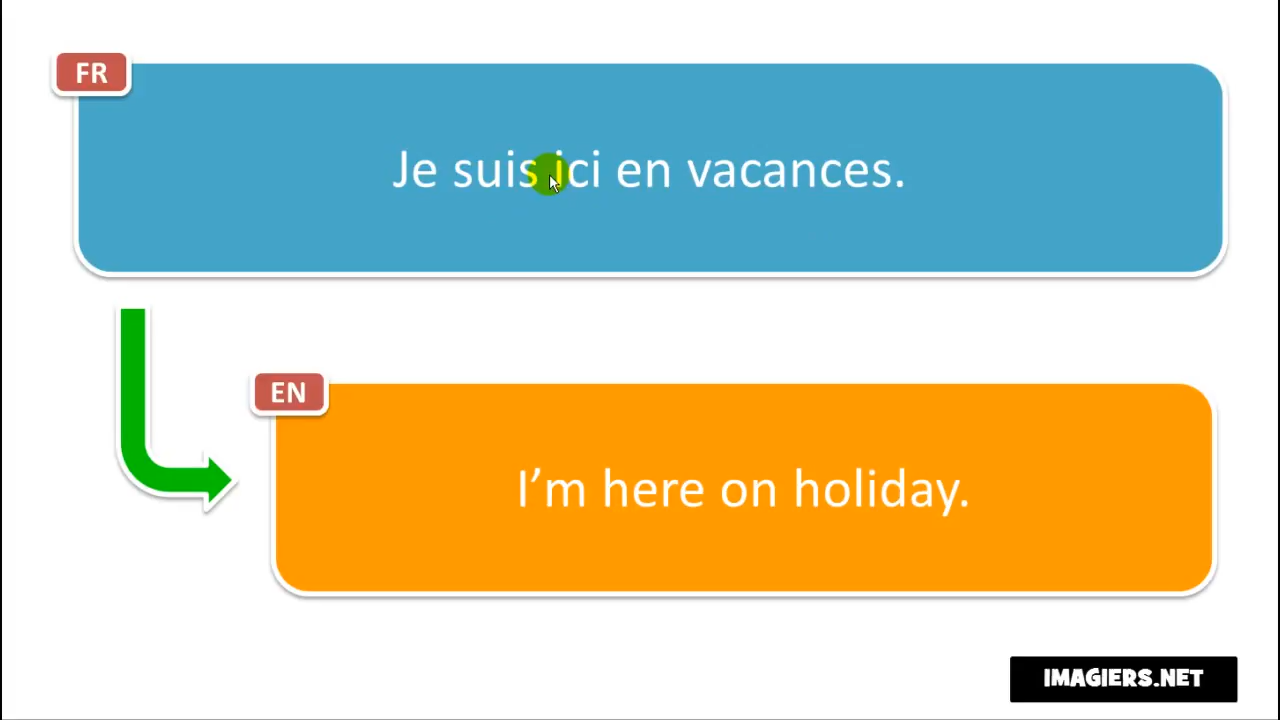 FR
Je suis ici en vacances.
EN
I’m here on holiday.
IMAGIERS.NET